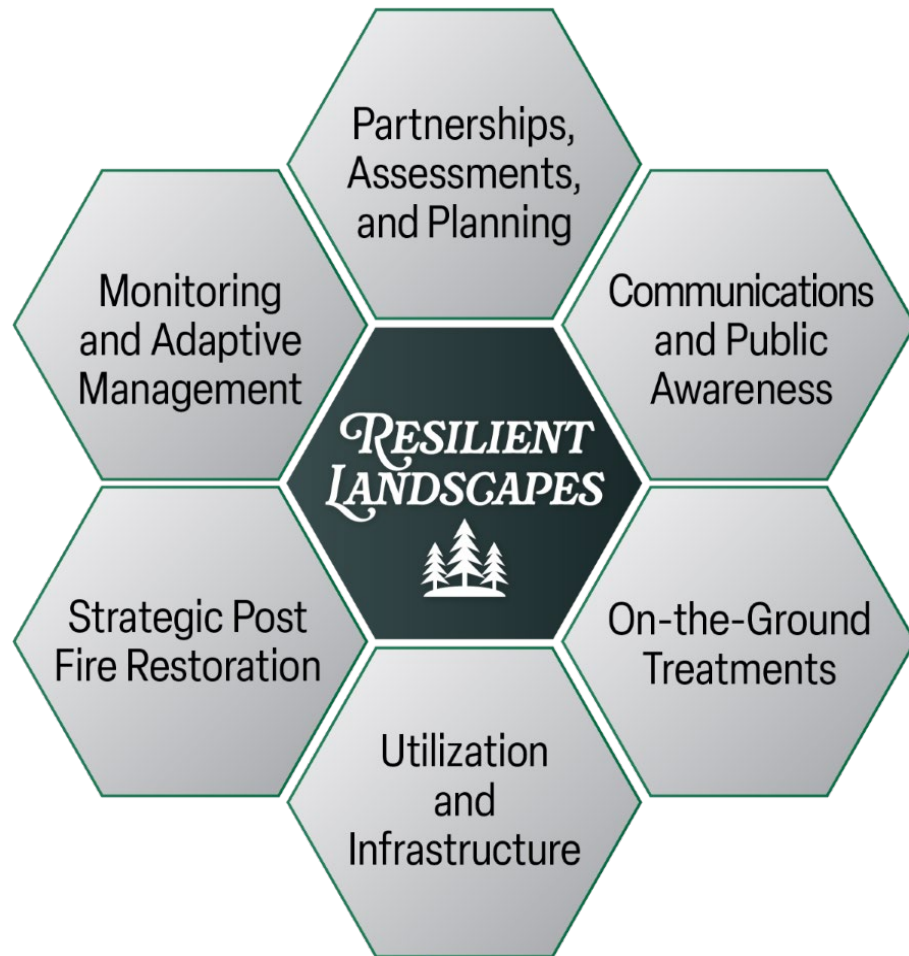 Partnerships,
Assessments,
and Planning
Communications
and Public
Awareness
On-the-Ground
Treatments
Utilization
and
Infrastructure
Strategic Post
Fire Restoration
Monitoring
and Adaptive
Management
RESILIENT
LANDSCAPES